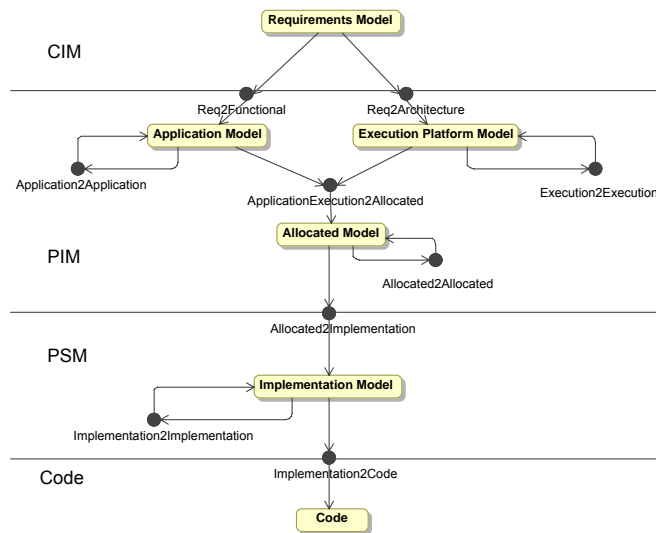 Requirements Model
CIM
Req2Functional
Req2Architecture
Application Model
Execution Platform Model
Application2Application
Execution2Execution
ApplicationExecution2Allocated
Allocated Model
PIM
Allocated2Allocated
Allocated2Implementation
PSM
Implementation Model
Implementation2Implementation
Implementation2Code
Code
Code